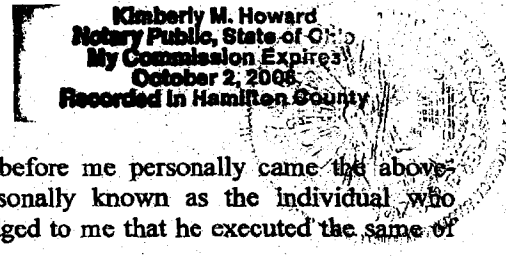 Kimberly M. Howard
Notary Public, State of Ohio
My Commission Expires
October 2, 2008
Recorded in Hamilton County
before me personally came the above-
sonally known as the individual who
ged to me that he executed the same of